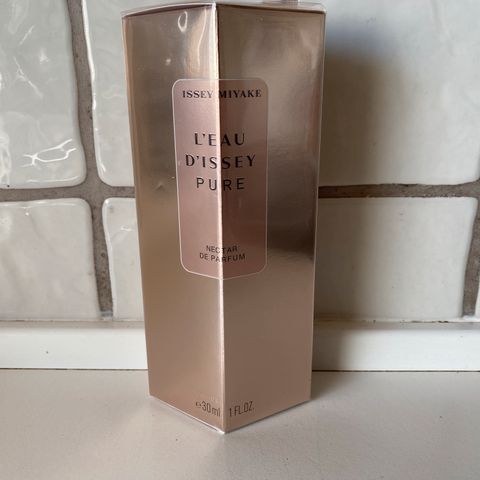 ISSEY MIYAKE
L'EAU
D'ISSEY
PURE
NECTAR
DE PARFUM
℮30ml 1 FL.OZ.